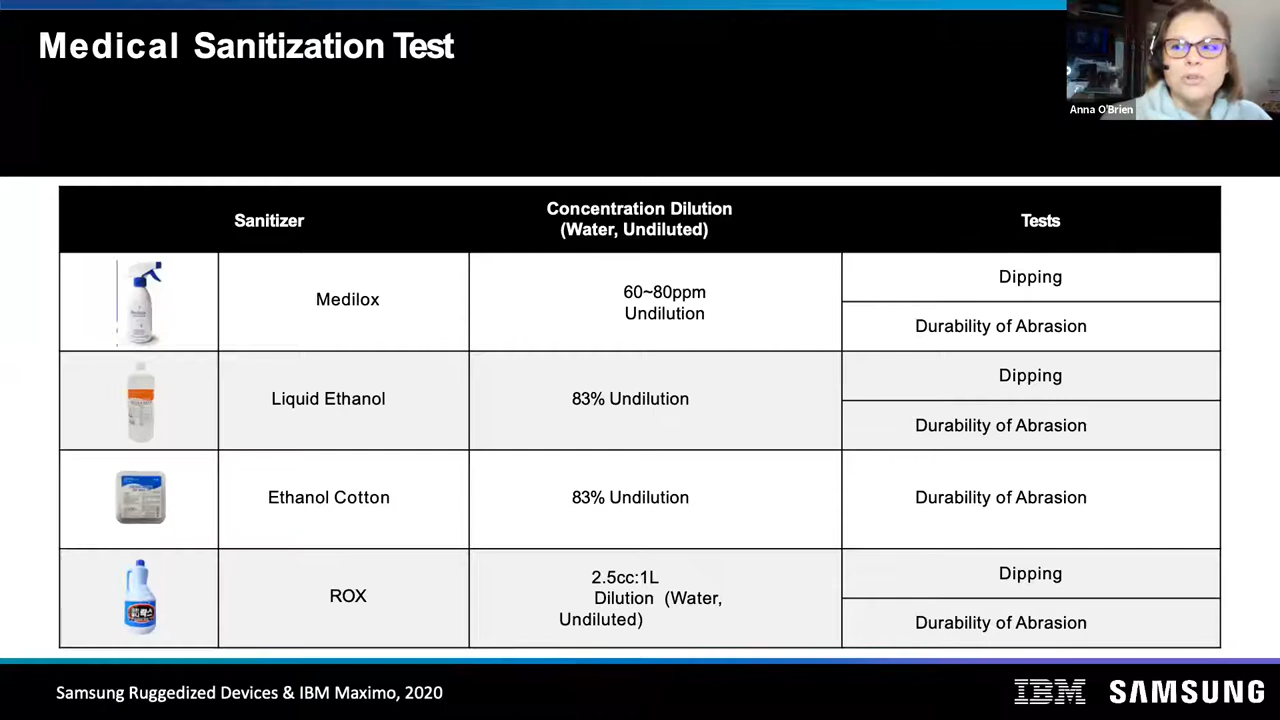 Medical Sanitization Test
Anna O'Brien
Sanitizer
Concentration Dilution
(Water, Undiluted)
Tests
Medilox
60~80ppm
Undilution
Dipping
Durability of Abrasion
Liquid Ethanol
83% Undilution
Dipping
Durability of Abrasion
Ethanol Cotton
83% Undilution
Durability of Abrasion
ROX
2.5cc:1L
Dilution (Water,
Undiluted)
Dipping
Durability of Abrasion
Samsung Ruggedized Devices & IBM Maximo, 2020
IBM SAMSUNG